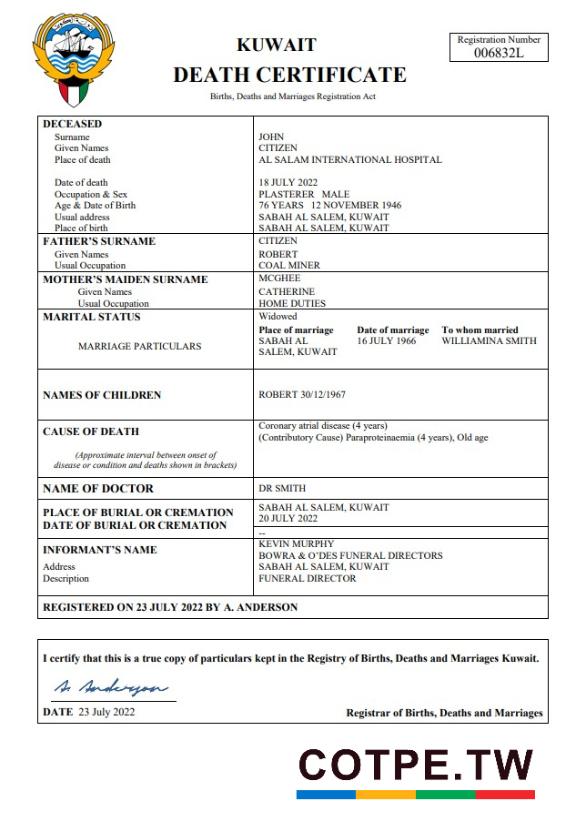 KUWAIT
DEATH CERTIFICATE
Births, Deaths and Marriages Registration Act
Registration Number
006832L
DECEASED
Surname JOHN
Given Names CITIZEN
Place of death AL SALAM INTERNATIONAL HOSPITAL
Date of death 18 JULY 2022
Occupation & Sex PLASTERER MALE
Age & Date of Birth 76 YEARS 12 NOVEMBER 1946
Usual address SABAH AL SALEM, KUWAIT
Place of birth SABAH AL SALEM, KUWAIT
FATHER'S SURNAME CITIZEN
Given Names ROBERT
Usual Occupation COAL MINER
MOTHER'S MAIDEN SURNAME MCGHEE
Given Names CATHERINE
Usual Occupation HOME DUTIES
MARITAL STATUS Widowed
Place of marriage Date of marriage To whom married
MARRIAGE PARTICULARS SABAH AL 16 JULY 1966 WILLIAMINA SMITH
SALEM, KUWAIT
NAMES OF CHILDREN ROBERT 30/12/1967
CAUSE OF DEATH Coronary atrial disease (4 years)
(Contributory Cause) Paraproteinaemia (4 years), Old age
(Approximate interval between onset of
disease or condition and deaths shown in brackets)
NAME OF DOCTOR DR SMITH
PLACE OF BURIAL OR CREMATION SABAH AL SALEM, KUWAIT
DATE OF BURIAL OR CREMATION 20 JULY 2022
--
INFORMANT'S NAME KEVIN MURPHY
BOWRA & O'DES FUNERAL DIRECTORS
Address SABAH AL SALEM, KUWAIT
Description FUNERAL DIRECTOR
REGISTERED ON 23 JULY 2022 BY A. ANDERSON
I certify that this is a true copy of particulars kept in the Registry of Births, Deaths and Marriages Kuwait.
A. Anderson
DATE 23 July 2022 Registrar of Births, Deaths and Marriages
COTPE.TW